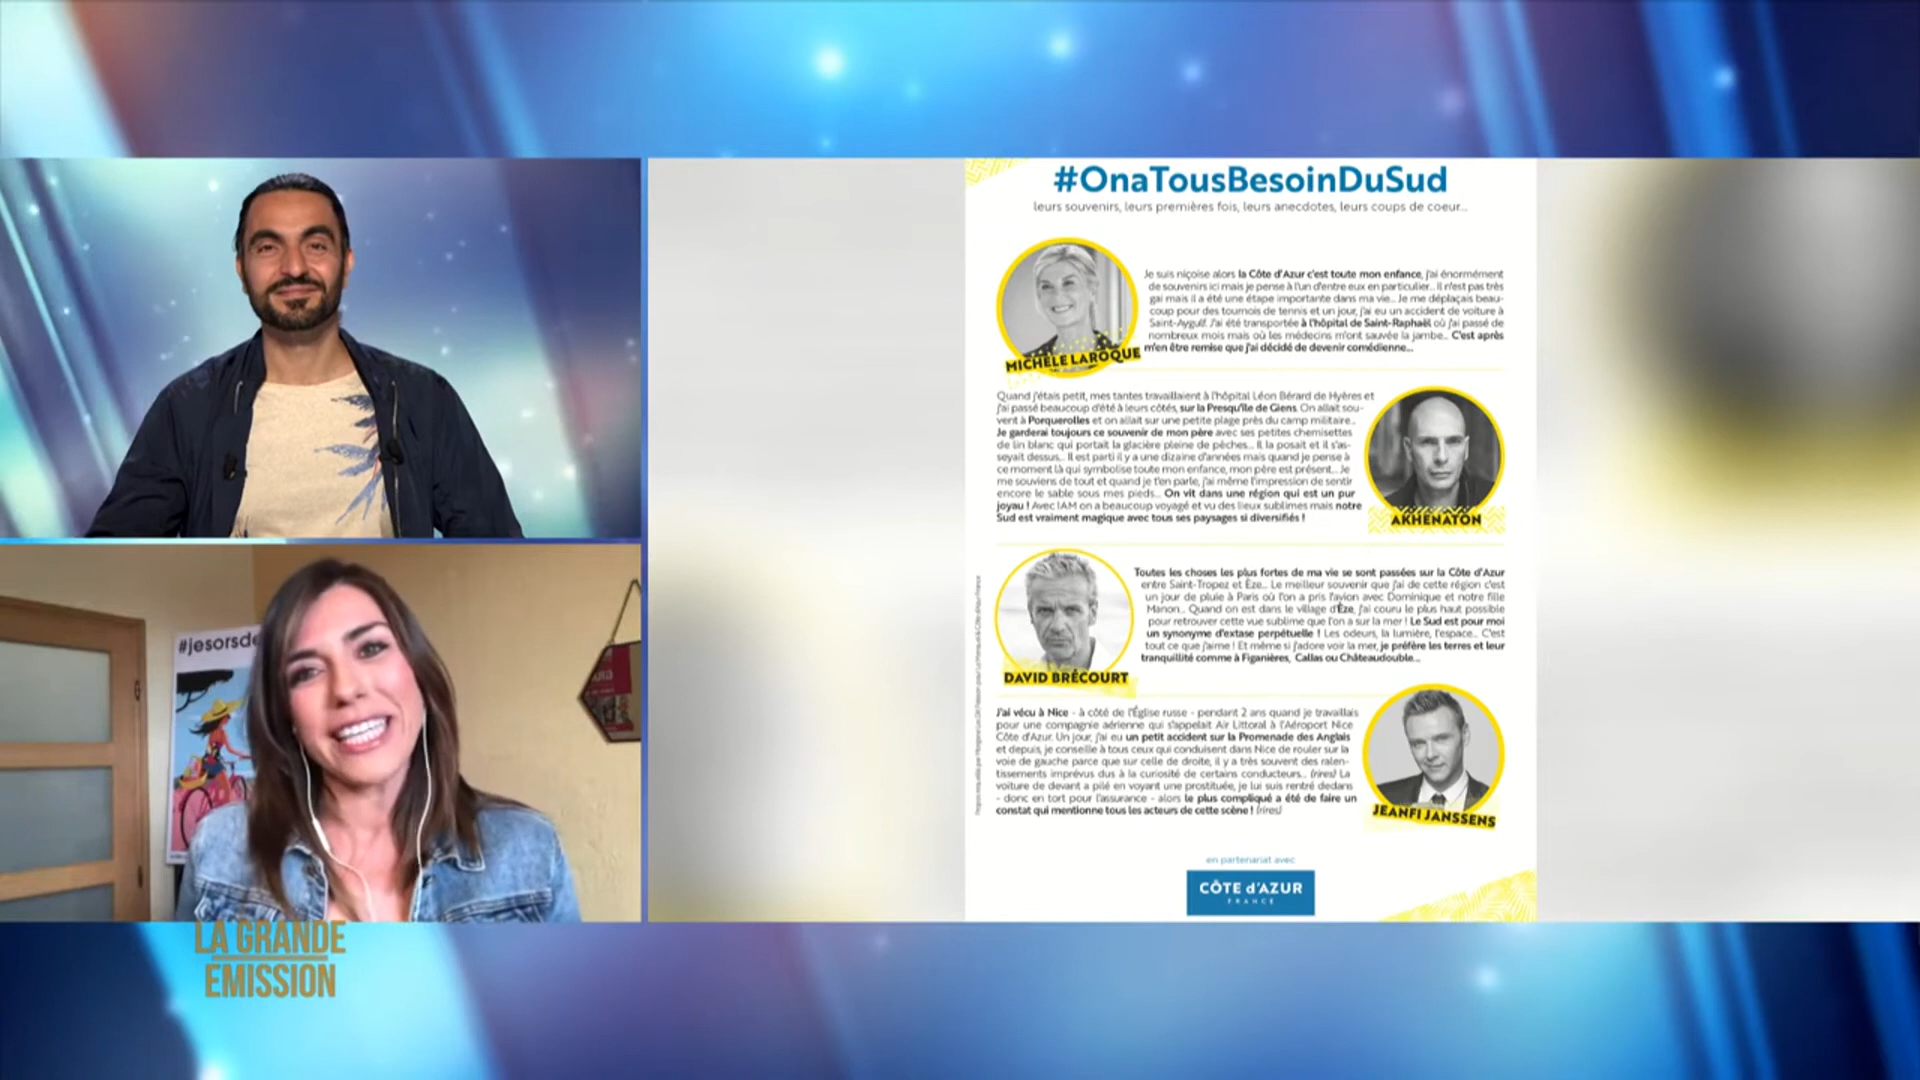 #OnaTousBesoinDuSud
leurs souvenirs, leurs premières fois, leurs anecdotes, leurs coups de coeur...
Je suis niçoise alors la Côte d'Azur c'est toute mon enfance, j'ai énormément
de souvenirs ici mais je pense à l'un d'entre eux en particulier... Il n'est pas très
gai mais il a été une étape importante dans ma vie... Je me déplaçais beau-
coup pour des tournois de tennis et un jour, j'ai eu un accident de voiture à
Saint-Aygulf. J'ai été transportée à l'hôpital de Saint-Raphaël où j'ai passé de
nombreux mois mais où les médecins m'ont sauvée la jambe... C'est après
m'en être remise que j'ai décidé de devenir comédienne...
MICHÈLE LAROQUE
Quand j'étais petit, mes tantes travaillaient à l'hôpital Léon Bérard de Hyères et
j'ai passé beaucoup d'été à leurs côtés, sur la Presqu'île de Giens. On allait sou-
vent à Porquerolles et on allait sur une petite plage près du camp militaire...
Je garderai toujours ce souvenir de mon père avec ses petites chemisettes
de lin blanc qui portait la glacière pleine de pêches... Il la posait et il s'as-
seyait dessus... Il est parti il y a une dizaine d'années mais quand je pense à
ce moment là qui symbolise toute mon enfance, mon père est présent... Je
me souviens de tout et quand je t'en parle, j'ai même l'impression de sentir
encore le sable sous mes pieds... On vit dans une région qui est un pur
joyau ! Avec IAM on a beaucoup voyagé et vu des lieux sublimes mais notre
Sud est vraiment magique avec tous ses paysages si diversifiés !
AKHENATON
Toutes les choses les plus fortes de ma vie se sont passées sur la Côte d'Azur
entre Saint-Tropez et Èze... Le meilleur souvenir que j'ai de cette région c'est
un jour de pluie à Paris où l'on a pris l'avion avec Dominique et notre fille
Manon... Quand on est dans le village d'Èze, j'ai couru le plus haut possible
pour retrouver cette vue sublime que l'on a sur la mer ! Le Sud est pour moi
un synonyme d'extase perpétuelle ! Les odeurs, la lumière, l'espace... C'est
tout ce que j'aime ! Et même si j'adore voir la mer, je préfère les terres et leur
tranquillité comme à Figanières, Callas ou Châteaudouble...
DAVID BRÉCOURT
J'ai vécu à Nice - à côté de l'Église russe - pendant 2 ans quand je travaillais
pour une compagnie aérienne qui s'appelait Air Littoral à l'Aéroport Nice
Côte d'Azur. Un jour, j'ai eu un petit accident sur la Promenade des Anglais
et depuis, je conseille à tous ceux qui conduisent dans Nice de rouler sur la
voie de gauche parce que sur celle de droite, il y a très souvent des ralen-
tissements imprévus dus à la curiosité de certains conducteurs... (rires) La
voiture de devant a pilé en voyant une prostituée, je lui suis rentré dedans
- donc en tort pour l'assurance - alors le plus compliqué a été de faire un
constat qui mentionne tous les acteurs de cette scène ! (rires)
JEANFI JANSSENS
en partenariat avec
CÔTE d'AZUR
FRANCE
#jesorsde
LA GRANDE
EMISSION